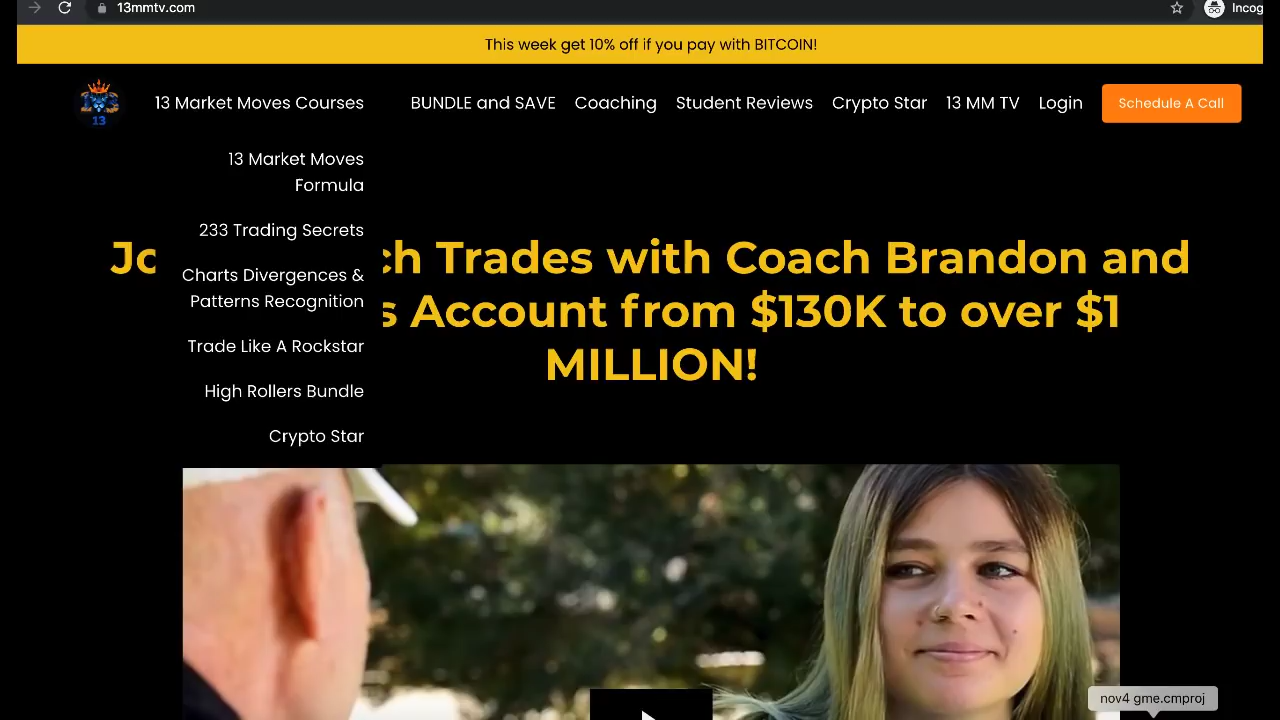 13mmtv.com
This week get 10% off if you pay with BITCOIN!
13 Market Moves Courses BUNDLE and SAVE Coaching Student Reviews Crypto Star 13 MM TV Login Schedule A Call
13
13 Market Moves
Formula
233 Trading Secrets
Charts Divergences &
Patterns Recognition
Trade Like A Rockstar
High Rollers Bundle
Crypto Star
Trades with Coach Brandon and
Account from $130K to over $1
MILLION!
nov4 gme.cmproj